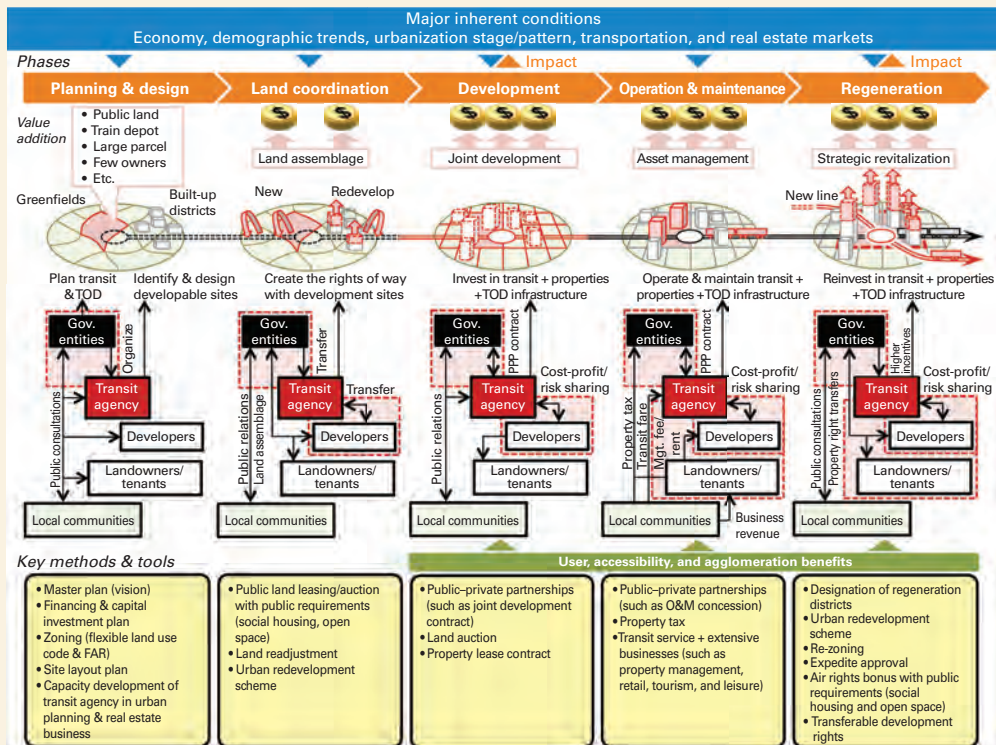 Major inherent conditions
Economy, demographic trends, urbanization stage/pattern, transportation, and real estate markets
Phases
Impact
Impact
Planning & design
Land coordination
Development
Operation & maintenance
Regeneration
Value
addition
• Public land
• Train depot
• Large parcel
• Few owners
• Etc.
$ $
$ $ $
$ $ $
$ $ $
Land assemblage
Joint development
Asset management
Strategic revitalization
Greenfields
Built-up
districts
New
Redevelop
New line
Plan transit
& TOD
Identify & design
developable sites
Create the rights of way
with development sites
Invest in transit + properties
+TOD infrastructure
Operate & maintain transit +
properties +TOD infrastructure
Reinvest in transit + properties
+TOD infrastructure
Gov.
entities
Organize
Transit
agency
Public consultations
Developers
Landowners/
tenants
Local communities
Gov.
entities
Transfer
Transit
agency
Transfer
Public relations
Land assemblage
Developers
Landowners/
tenants
Local communities
Gov.
entities
PPP contract
Cost-profit/
risk sharing
Transit
agency
Public relations
Developers
Landowners/
tenants
Local communities
Gov.
entities
PPP contract
Cost-profit/
risk sharing
Transit
agency
Property tax
Transit fare
Mgt. fee/
rent
Developers
Landowners/
tenants
Local communities
Business
revenue
Gov.
entities
Higher
incentives
Cost-profit/
risk sharing
Transit
agency
Public consultations
Property right transfers
Developers
Landowners/
tenants
Local communities
Key methods & tools
User, accessibility, and agglomeration benefits
• Master plan (vision)
• Financing & capital
investment plan
• Zoning (flexible land use
code & FAR)
• Site layout plan
• Capacity development of
transit agency in urban
planning & real estate
business
• Public land leasing/auction
with public requirements
(social housing, open
space)
• Land readjustment
• Urban redevelopment
scheme
• Public–private partnerships
(such as joint development
contract)
• Land auction
• Property lease contract
• Public–private partnerships
(such as O&M concession)
• Property tax
• Transit service + extensive
businesses (such as
property management,
retail, tourism, and leisure)
• Designation of regeneration
districts
• Urban redevelopment
scheme
• Re-zoning
• Expedite approval
• Air rights bonus with public
requirements (social
housing and open space)
• Transferable development
rights